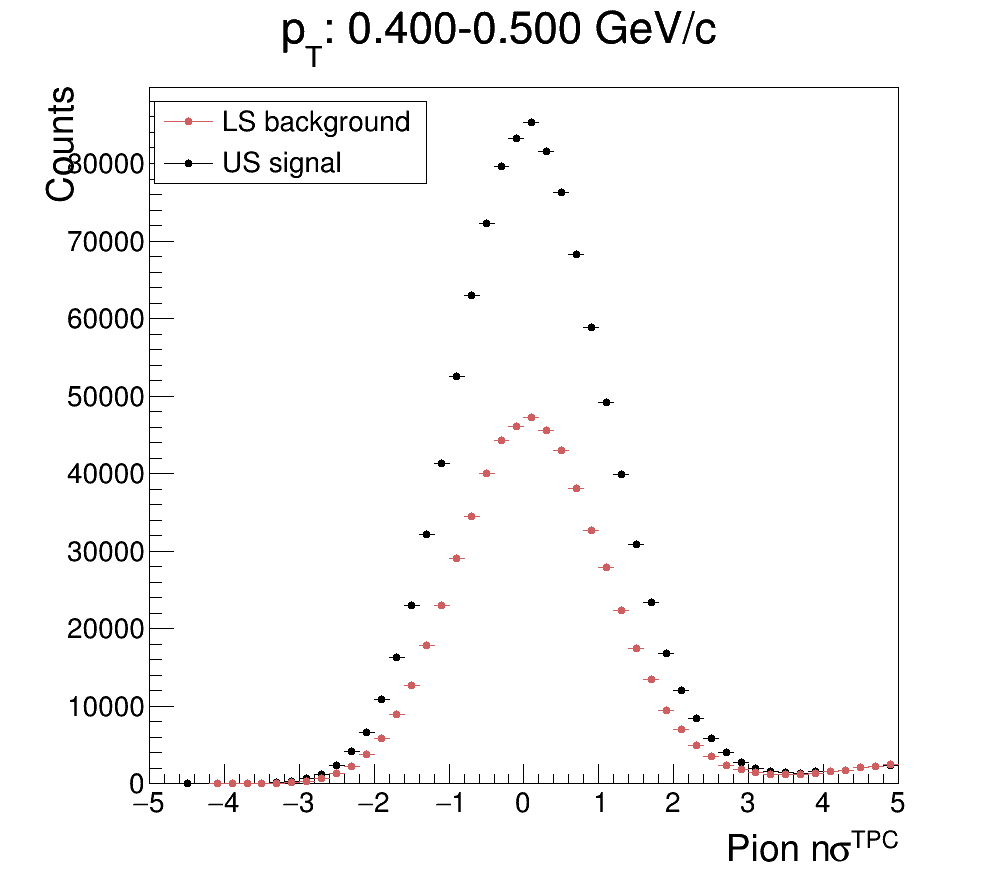 p_T: 0.400-0.500 GeV/c
Counts
LS background
US signal
80000
70000
60000
50000
40000
30000
20000
10000
0
−5 −4 −3 −2 −1 0 1 2 3 4 5
Pion nσ^TPC